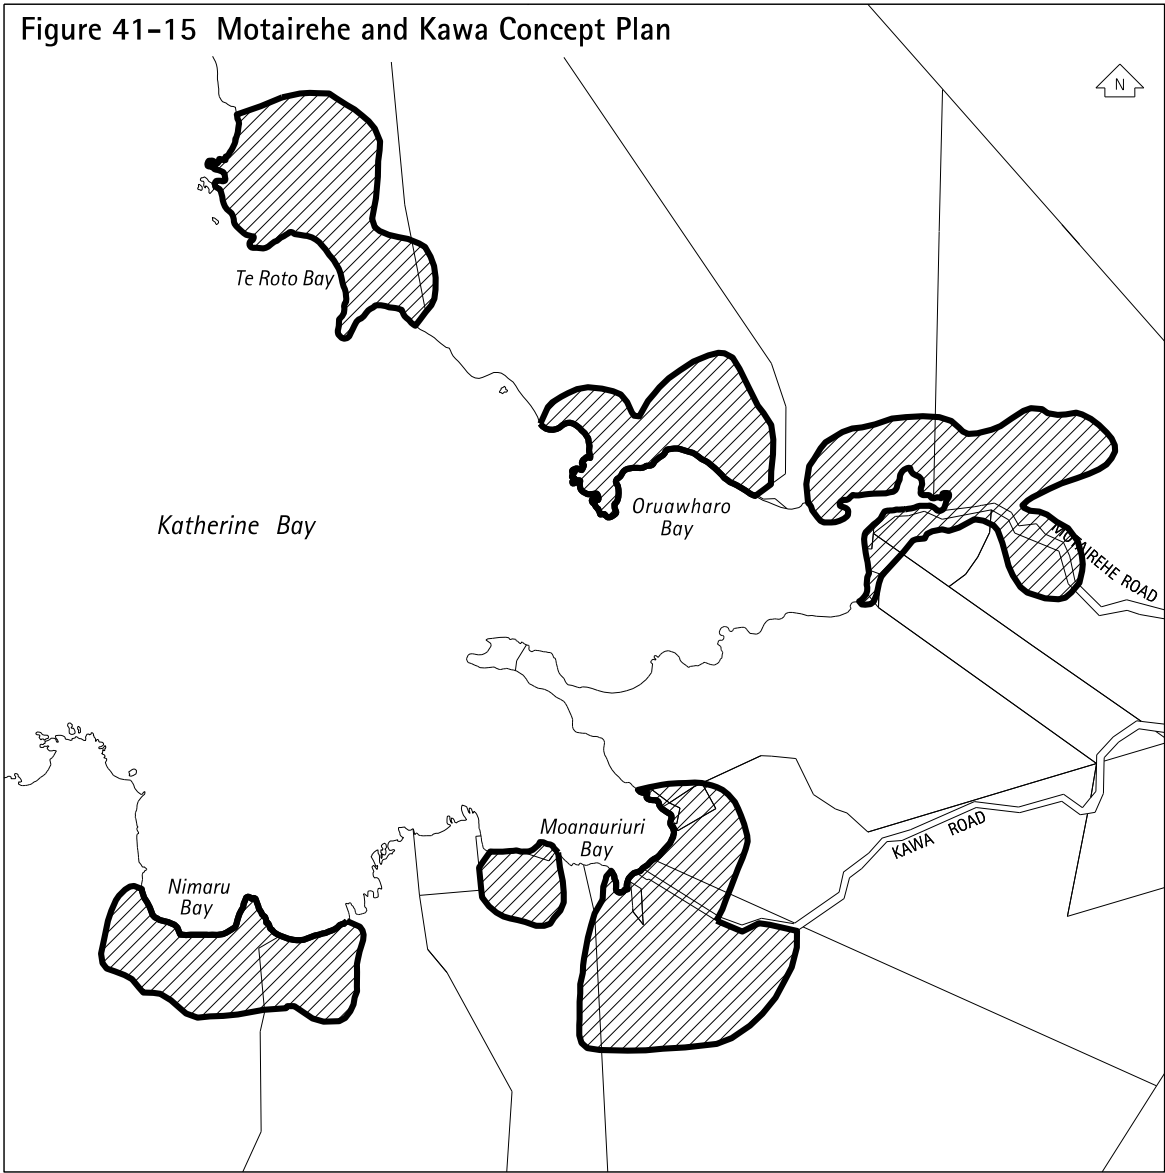 Figure 41-15 Motairehe and Kawa Concept Plan
N
Te Roto Bay
Oruawharo
Bay
Katherine Bay
MOTAIREHE ROAD
Moanauriuri
Bay
KAWA ROAD
Nimaru
Bay